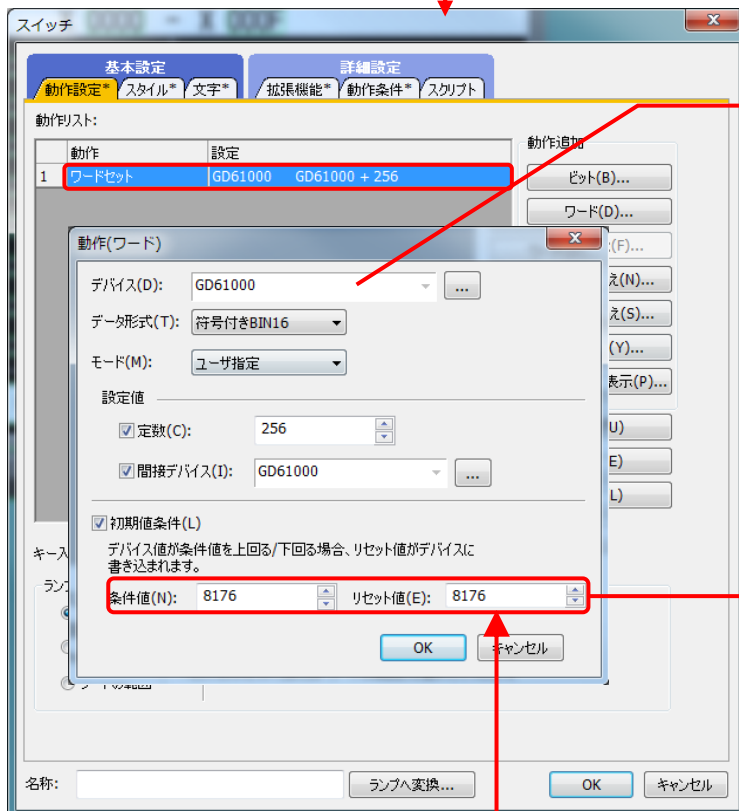 スイッチ
基本設定
詳細設定
動作設定*
スタイル*
文字*
拡張機能*
動作条件*
スクリプト
動作リスト:
動作
設定
1 ワードセット GD61000 GD61000 + 256
動作追加
ビット(B)...
ワード(D)...
(F)...
え(N)...
え(S)...
(Y)...
表示(P)...
U)
E)
L)
動作(ワード)
デバイス(D): GD61000 ...
データ形式(T): 符号付きBIN16
モード(M): ユーザ指定
設定値
定数(C): 256
間接デバイス(I): GD61000 ...
初期値条件(L)
デバイス値が条件値を上回る/下回る場合、リセット値がデバイスに
書き込まれます。
条件値(N): 8176 リセット値(E): 8176
OK キャンセル
キー入
ラン
名称:
ランプへ変換...
OK
キャンセル